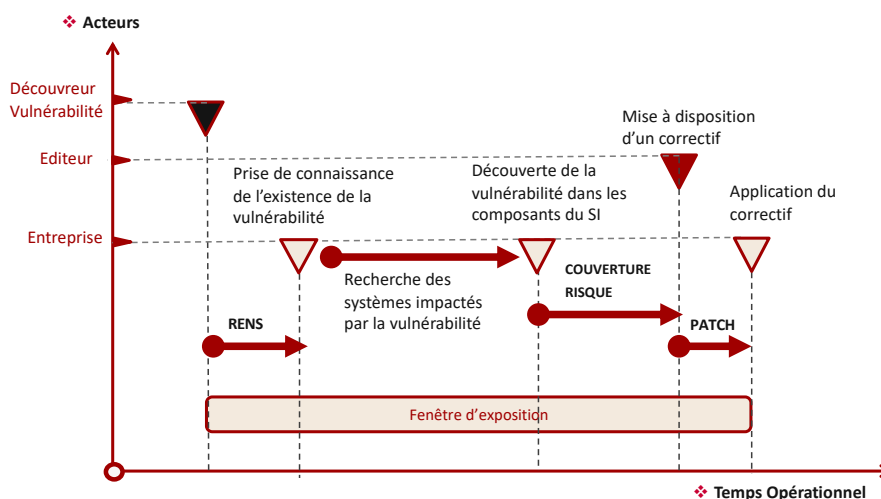 ❖ Acteurs
Découvreur
Vulnérabilité
Mise à disposition
d’un correctif
Editeur
Prise de connaissance
de l’existence de la
vulnérabilité
Découverte de la
vulnérabilité dans les
composants du SI
Application du
correctif
Entreprise
Recherche des
systèmes impactés
par la vulnérabilité
COUVERTURE
RISQUE
RENS
PATCH
Fenêtre d’exposition
❖ Temps Opérationnel